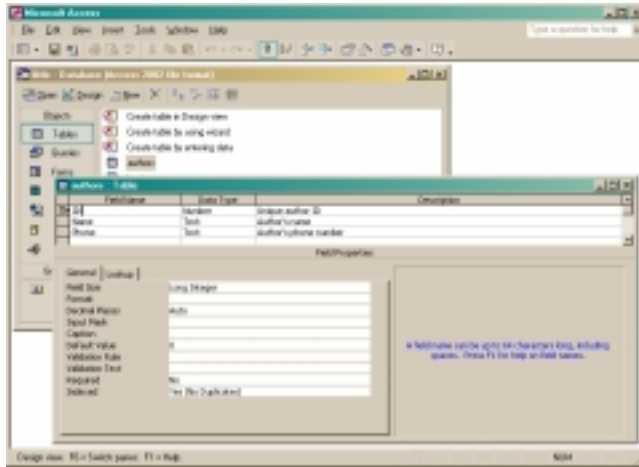 Microsoft Access
File Edit View Insert Tools Window Help
Type a question for help
Database (Access 2002 file format)
Open Design New
Objects
Tables
Queries
Forms
Create table in Design view
Create table by using wizard
Create table by entering data
authors
authors : Table
Field Name Data Type Description
ID Number Unique author ID
Name Text Author's name
Phone Text Author's phone number
Field Properties
General Lookup
Field Size Long Integer
Format
Decimal Places Auto
Input Mask
Caption
Default Value 0
Validation Rule
Validation Text
Required No
Indexed Yes (No Duplicates)
A field name can be up to 64 characters long, including
spaces. Press F1 for help on field names.
Design view. F6 = Switch panes. F1 = Help.
NUM